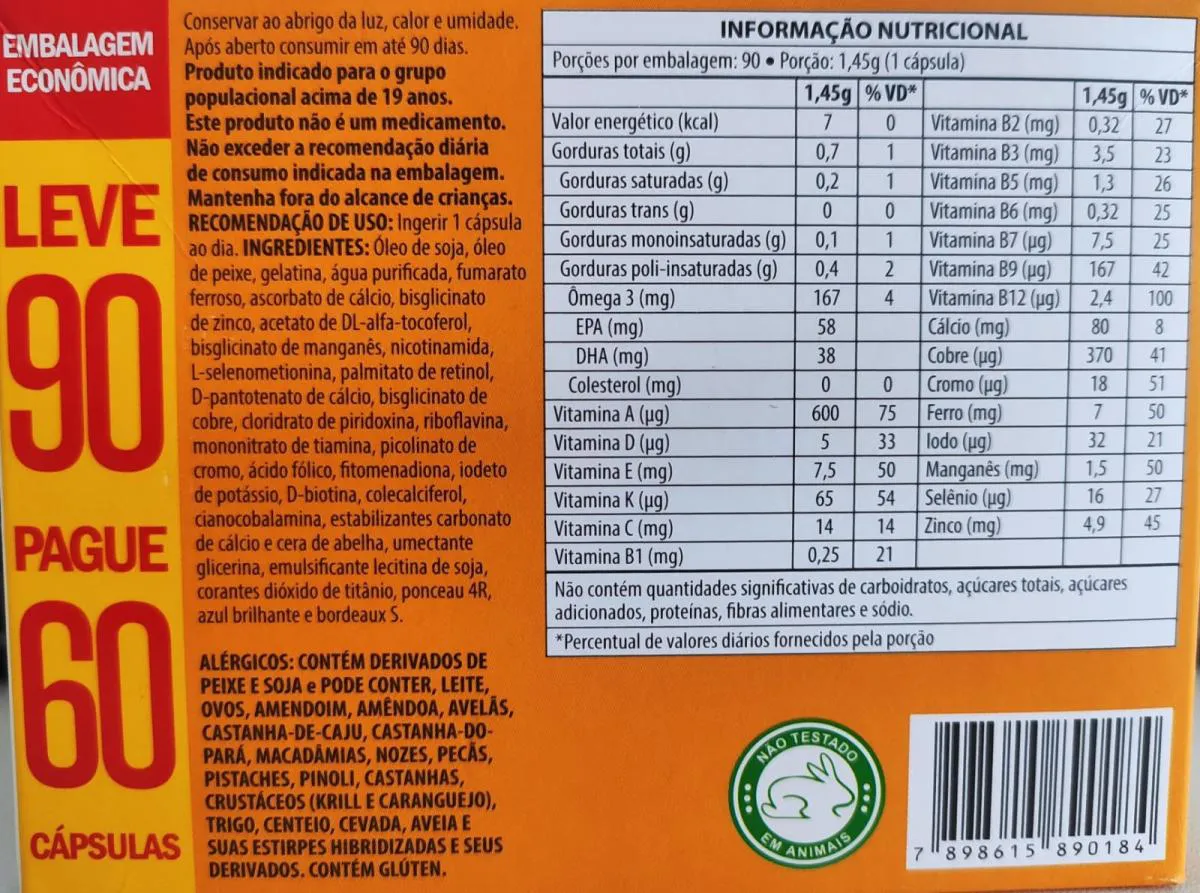 EMBALAGEM
ECONÔMICA
LEVE
90
PAGUE
60
CÁPSULAS
Conservar ao abrigo da luz, calor e umidade.
Após aberto consumir em até 90 dias.
Produto indicado para o grupo
populacional acima de 19 anos.
Este produto não é um medicamento.
Não exceder a recomendação diária
de consumo indicada na embalagem.
Mantenha fora do alcance de crianças.
RECOMENDAÇÃO DE USO: Ingerir 1 cápsula
ao dia. INGREDIENTES: Óleo de soja, óleo
de peixe, gelatina, água purificada, fumarato
ferroso, ascorbato de cálcio, bisglicinato
de zinco, acetato de DL-alfa-tocoferol,
bisglicinato de manganês, nicotinamida,
L-selenometionina, palmitato de retinol,
D-pantotenato de cálcio, bisglicinato de
cobre, cloridrato de piridoxina, riboflavina,
mononitrato de tiamina, picolinato de
cromo, ácido fólico, fitomenadiona, iodeto
de potássio, D-biotina, colecalciferol,
cianocobalamina, estabilizantes carbonato
de cálcio e cera de abelha, umectante
glicerina, emulsificante lecitina de soja,
corantes dióxido de titânio, ponceau 4R,
azul brilhante e bordeaux S.
ALÉRGICOS: CONTÉM DERIVADOS DE
PEIXE E SOJA e PODE CONTER, LEITE,
OVOS, AMENDOIM, AMÊNDOA, AVELÃS,
CASTANHA-DE-CAJU, CASTANHA-DO-
PARÁ, MACADÂMIAS, NOZES, PECÃS,
PISTACHES, PINOLI, CASTANHAS,
CRUSTÁCEOS (KRILL E CARANGUEJO),
TRIGO, CENTEIO, CEVADA, AVEIA E
SUAS ESTIRPES HIBRIDIZADAS E SEUS
DERIVADOS. CONTÉM GLÚTEN.
INFORMAÇÃO NUTRICIONAL
Porções por embalagem: 90 • Porção: 1,45g (1 cápsula)
1,45g % VD* 1,45g % VD*
Valor energético (kcal) 7 0 Vitamina B2 (mg) 0,32 27
Gorduras totais (g) 0,7 1 Vitamina B3 (mg) 3,5 23
Gorduras saturadas (g) 0,2 1 Vitamina B5 (mg) 1,3 26
Gorduras trans (g) 0 0 Vitamina B6 (mg) 0,32 25
Gorduras monoinsaturadas (g) 0,1 1 Vitamina B7 (µg) 7,5 25
Gorduras poli-insaturadas (g) 0,4 2 Vitamina B9 (µg) 167 42
Ômega 3 (mg) 167 4 Vitamina B12 (µg) 2,4 100
EPA (mg) 58 Cálcio (mg) 80 8
DHA (mg) 38 Cobre (µg) 370 41
Colesterol (mg) 0 0 Cromo (µg) 18 51
Vitamina A (µg) 600 75 Ferro (mg) 7 50
Vitamina D (µg) 5 33 Iodo (µg) 32 21
Vitamina E (mg) 7,5 50 Manganês (mg) 1,5 50
Vitamina K (µg) 65 54 Selênio (µg) 16 27
Vitamina C (mg) 14 14 Zinco (mg) 4,9 45
Vitamina B1 (mg) 0,25 21
Não contém quantidades significativas de carboidratos, açúcares totais, açúcares
adicionados, proteínas, fibras alimentares e sódio.
*Percentual de valores diários fornecidos pela porção
NÃO TESTADO
EM ANIMAIS
7 898615 890184